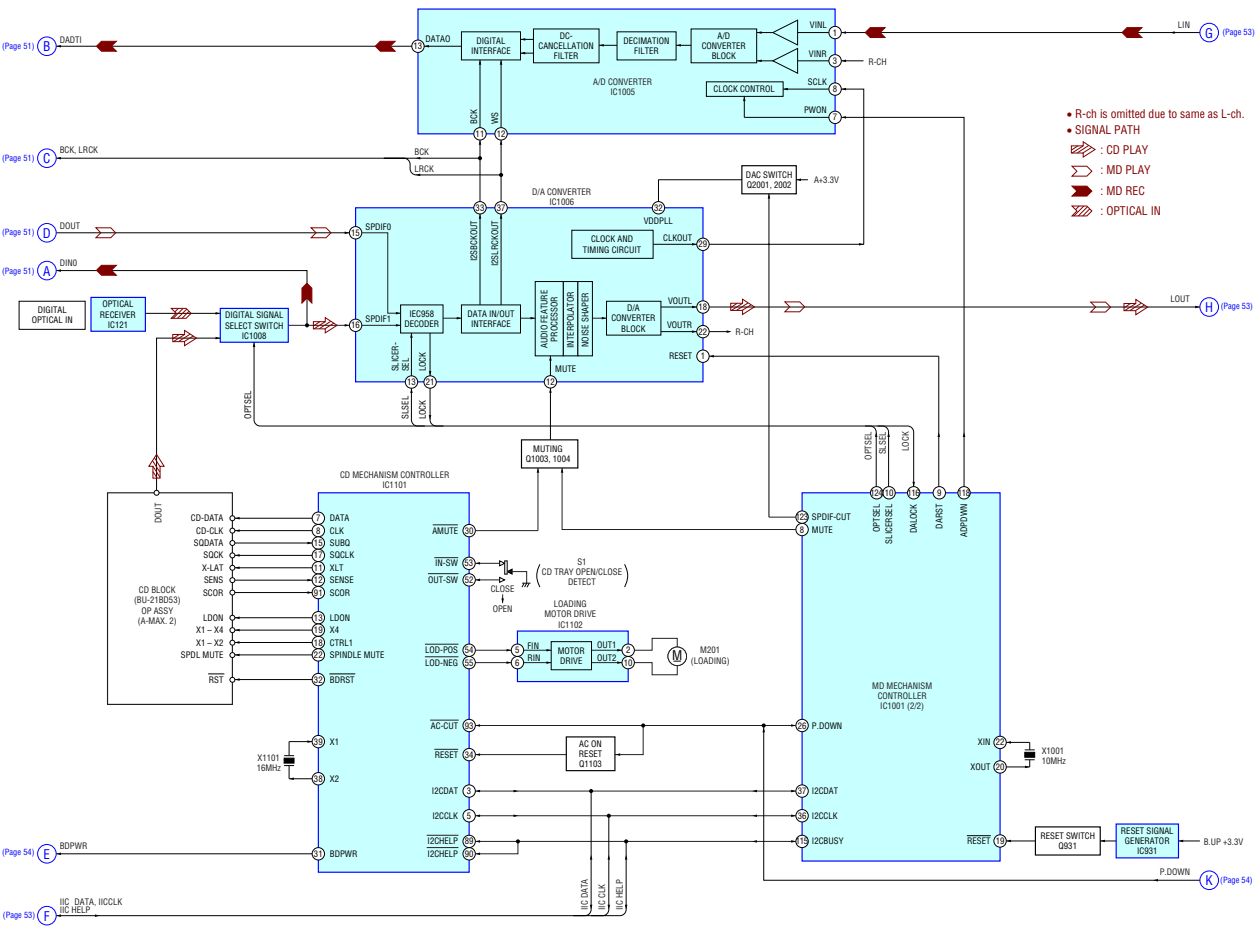 (Page 51) B DADTI
13 DATAO
DIGITAL
INTERFACE
DC-
CANCELLATION
FILTER
DECIMATION
FILTER
A/D
CONVERTER
BLOCK
VINL 1
VINR 3
R-CH
SCLK 8
CLOCK CONTROL
PWON 7
A/D CONVERTER
IC1005
BCK
WS
11
12
LIN
G (Page 53)
• R-ch is omitted due to same as L-ch.
• SIGNAL PATH
: CD PLAY
: MD PLAY
: MD REC
: OPTICAL IN
(Page 51) C BCK, LRCK
BCK
LRCK
DAC SWITCH
Q2001, 2002
A+3.3V
D/A CONVERTER
IC1006
33
37
32
VDDPLL
(Page 51) D DOUT
15 SPDIF0
I2SBCKOUT
I2SLRCKOUT
CLOCK AND
TIMING CIRCUIT
CLKOUT 29
(Page 51) A DIN0
DIGITAL
OPTICAL IN
OPTICAL
RECEIVER
IC121
DIGITAL SIGNAL
SELECT SWITCH
IC1008
16 SPDIF1
IEC958
DECODER
DATA IN/OUT
INTERFACE
AUDIO FEATURE
PROCESSOR
INTERPOLATOR
NOISE SHAPER
D/A
CONVERTER
BLOCK
VOUTL 18
VOUTR 22
R-CH
LOUT
H (Page 53)
RESET 1
SLICER-
SEL
LOCK
MUTE
13
21
12
OPTSEL
SLSEL
LOCK
MUTING
Q1003, 1004
OPTSEL
SLSEL
LOCK
124
10
116
9
118
OPTSEL
SLICERSEL
DALOCK
DARST
ADPDWN
123 SPDIF-CUT
8 MUTE
CD MECHANISM CONTROLLER
IC1101
DOUT
CD-DATA
CD-CLK
SQDATA
SQCK
X-LAT
SENS
SCOR
LDON
X1 – X4
X1 – X2
SPDL MUTE
RST
CD BLOCK
(BU-21BD53)
OP ASSY
(A-MAX. 2)
7 DATA
8 CLK
15 SUBQ
17 SQCLK
11 XLT
12 SENSE
91 SCOR
13 LDON
19 X4
18 CTRL1
22 SPINDLE MUTE
32 BDRST
39 X1
38 X2
X1101
16MHz
31 BDPWR
AMUTE 30
IN-SW 53
OUT-SW 52
CLOSE
OPEN
S1
CD TRAY OPEN/CLOSE
DETECT
LOADING
MOTOR DRIVE
IC1102
LOD-POS 54
LOD-NEG 55
5 FIN
6 RIN
MOTOR
DRIVE
OUT1 2
OUT2 10
M
M201
(LOADING)
AC-CUT 93
RESET 34
AC ON
RESET
Q1103
I2CDAT 3
I2CCLK 5
I2CHELP 89
I2CHELP 90
MD MECHANISM
CONTROLLER
IC1001 (2/2)
26 P.DOWN
37 I2CDAT
36 I2CCLK
115 I2CBUSY
XIN 22
XOUT 20
X1001
10MHz
RESET 19
RESET SWITCH
Q931
RESET SIGNAL
GENERATOR
IC931
B.UP +3.3V
P.DOWN
K (Page 54)
(Page 54) E BDPWR
IIC DATA
IIC CLK
IIC HELP
(Page 53) F IIC DATA, IICCLK
IIC HELP